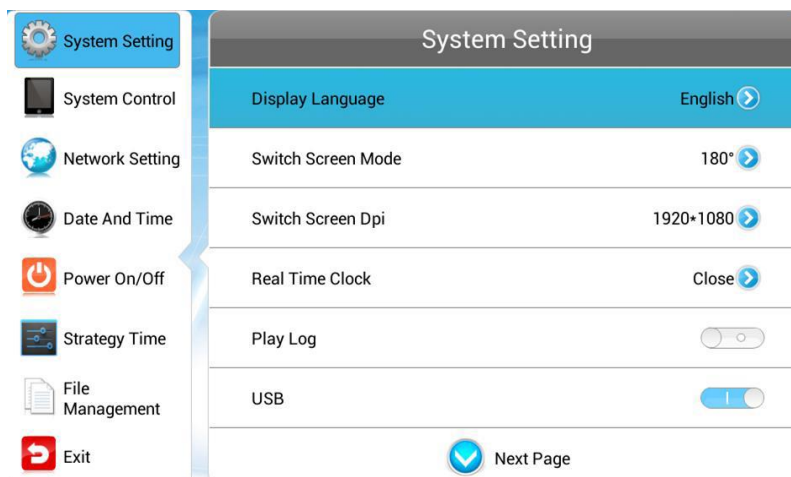 System Setting
System Control
Network Setting
Date And Time
Power On/Off
Strategy Time
File
Management
Exit
System Setting
Display Language English
Switch Screen Mode 180°
Switch Screen Dpi 1920*1080
Real Time Clock Close
Play Log
USB
Next Page